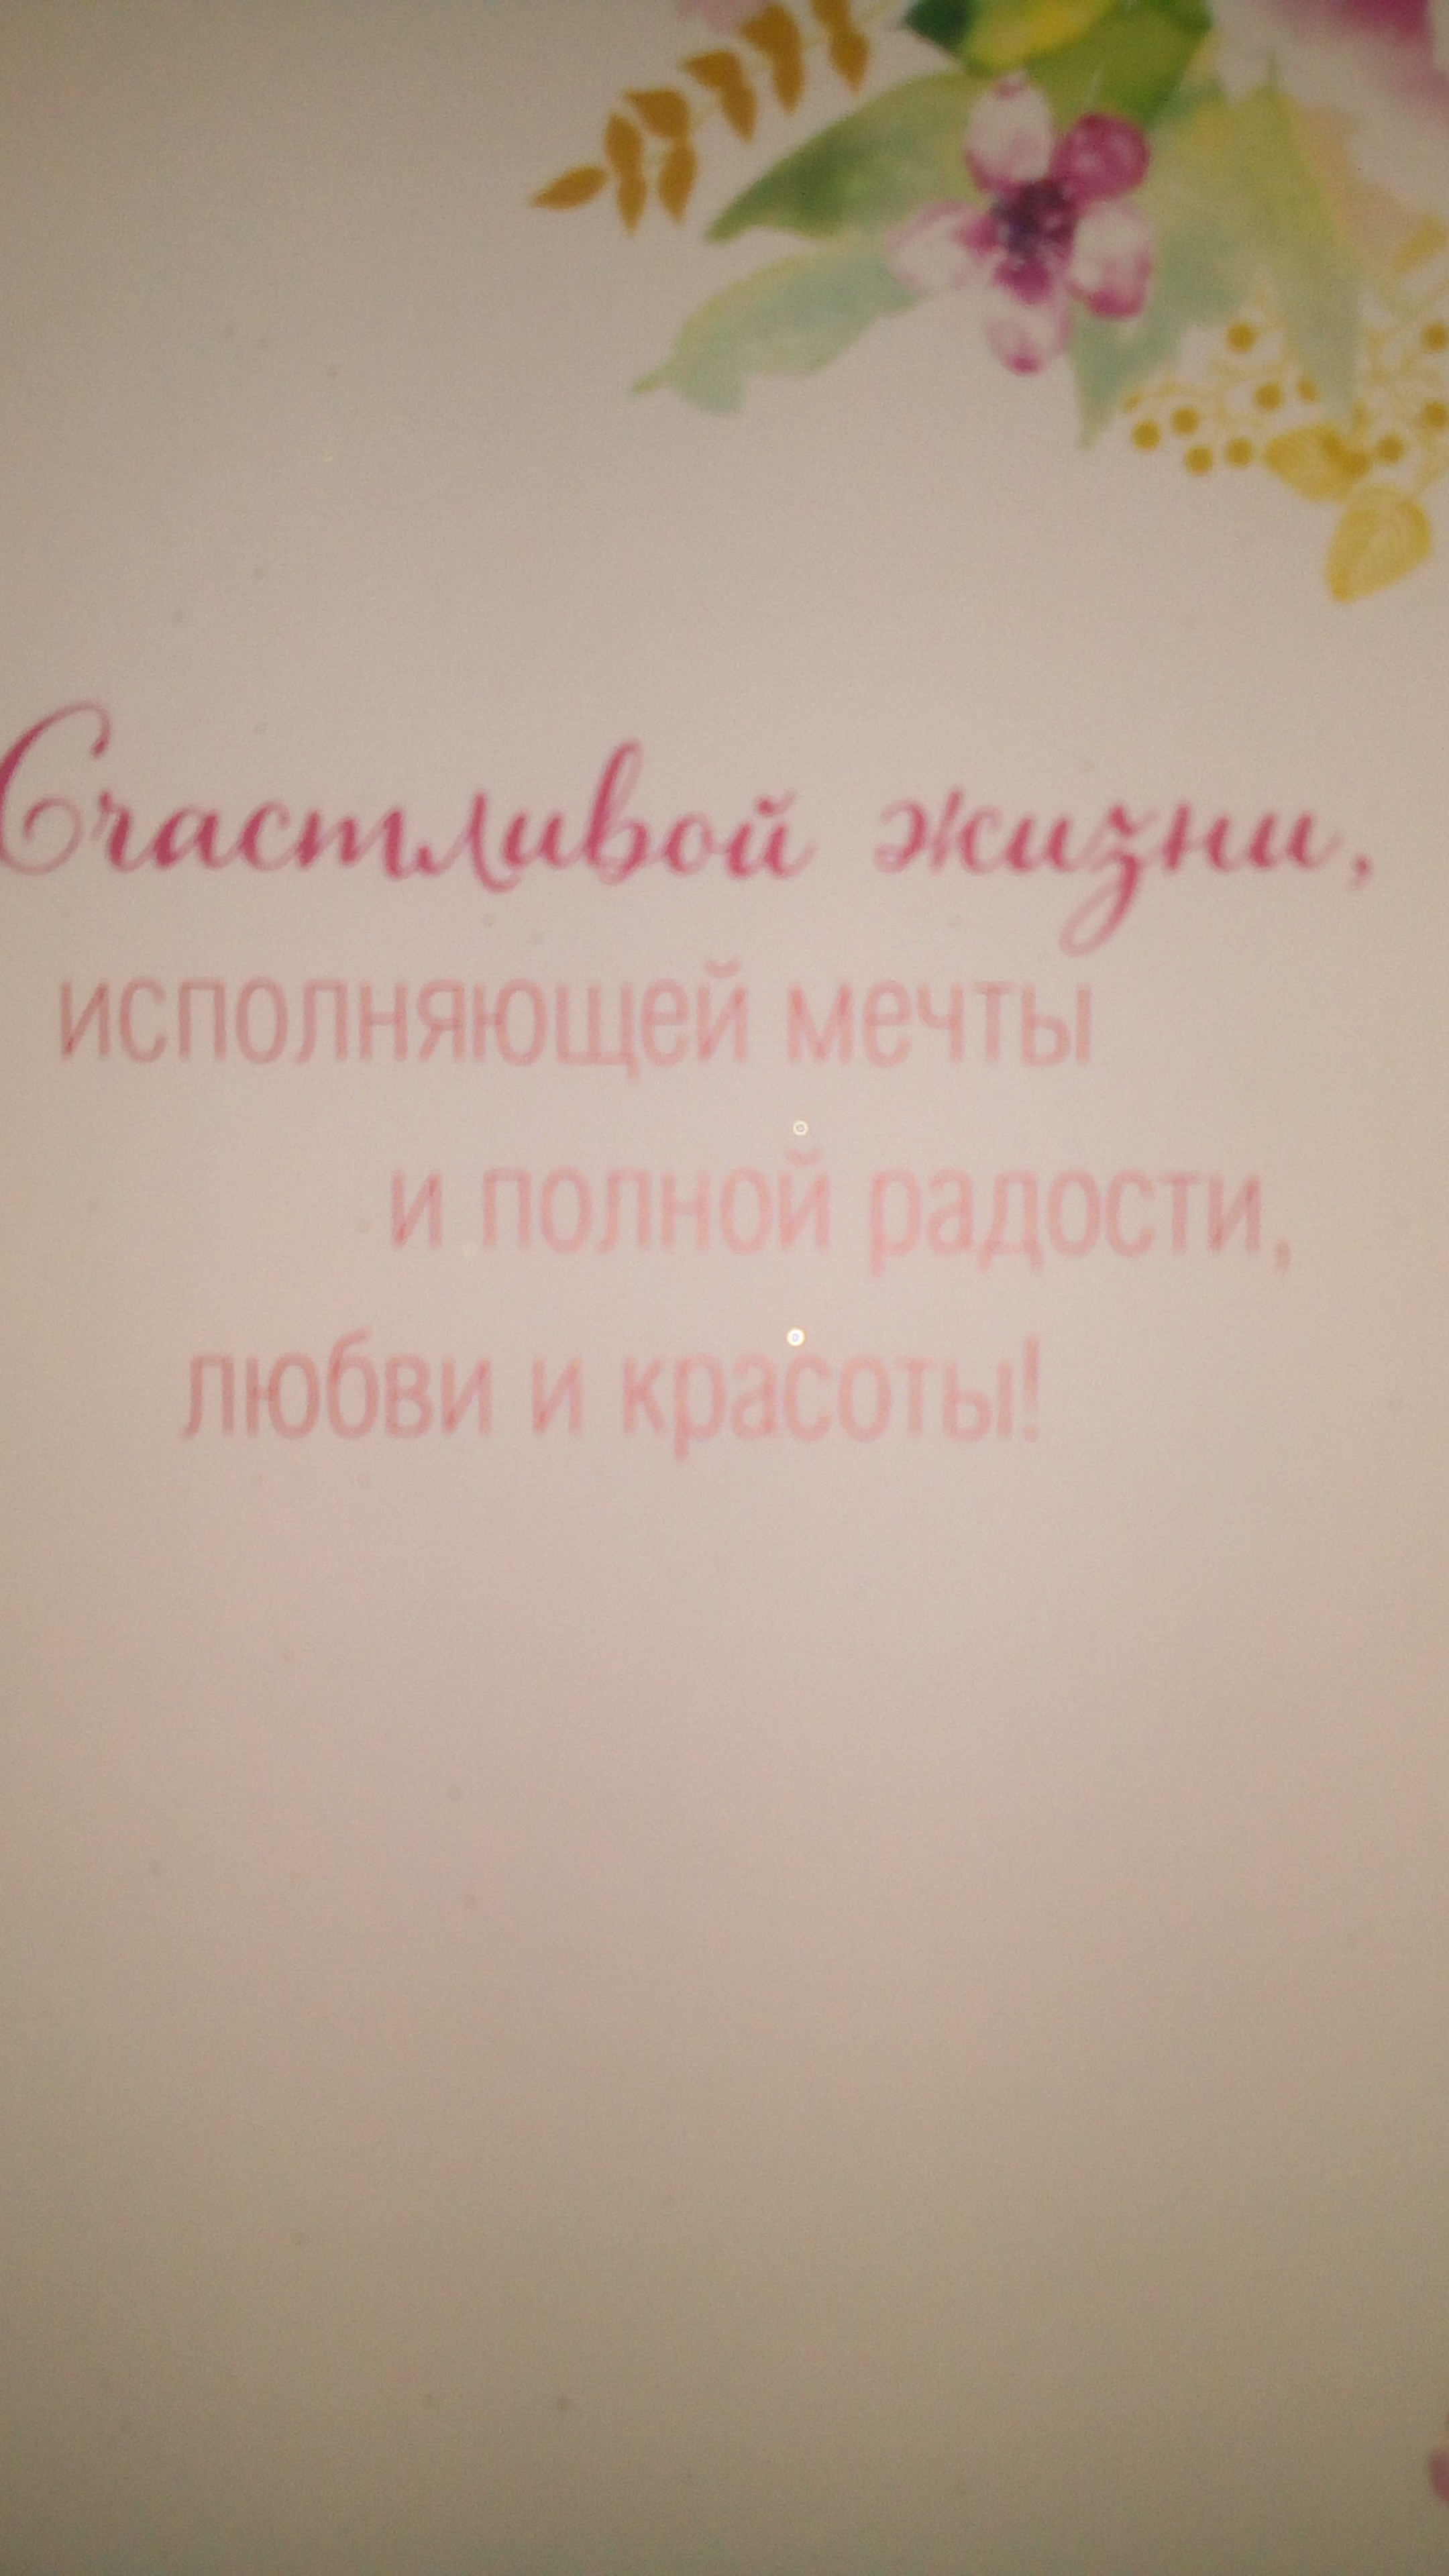 Счастливой жизни,
исполняющей мечты
и полной радости,
любви и красоты!